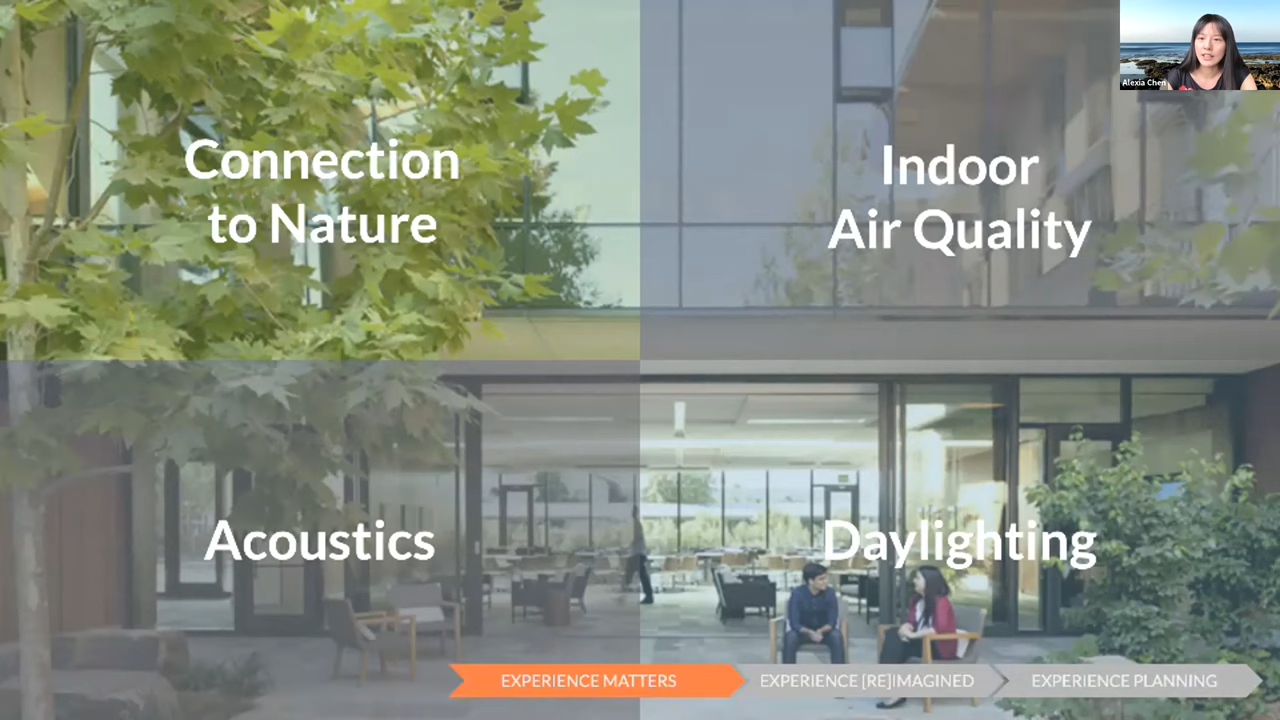 Connection
to Nature
Indoor
Air Quality
Alexia Chen
Acoustics
Daylighting
EXPERIENCE MATTERS
EXPERIENCE [RE]IMAGINED
EXPERIENCE PLANNING